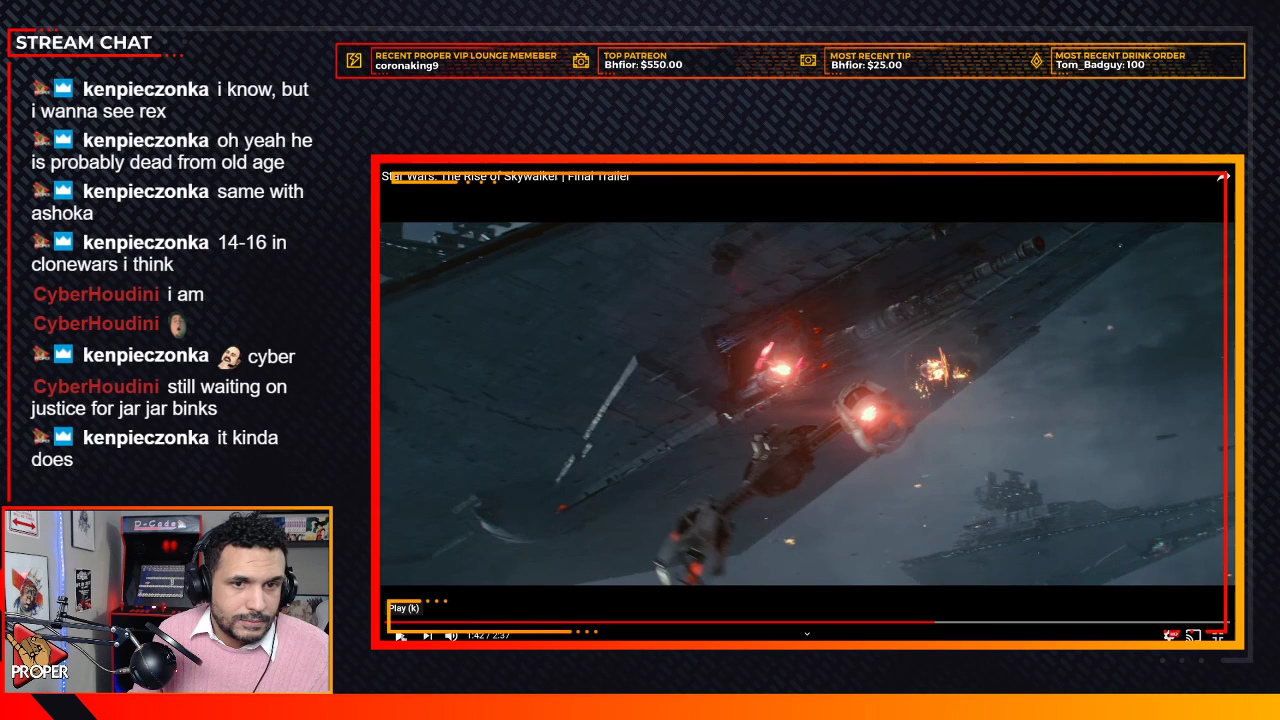 STREAM CHAT
RECENT PROPER VIP LOUNGE MEMEBER
coronaking9
TOP PATREON
Bhfior: $550.00
MOST RECENT TIP
Bhfior: $25.00
MOST RECENT DRINK ORDER
Tom_Badguy: 100
kenpieczonka i know, but
i wanna see rex
kenpieczonka oh yeah he
is probably dead from old age
kenpieczonka same with
ashoka
kenpieczonka 14-16 in
clonewars i think
CyberHoudini i am
CyberHoudini
kenpieczonka cyber
CyberHoudini still waiting on
justice for jar jar binks
kenpieczonka it kinda
does
Star Wars: The Rise of Skywalker | Final Trailer
Play (k)
1:42 / 2:37
D-Cade
PROPER